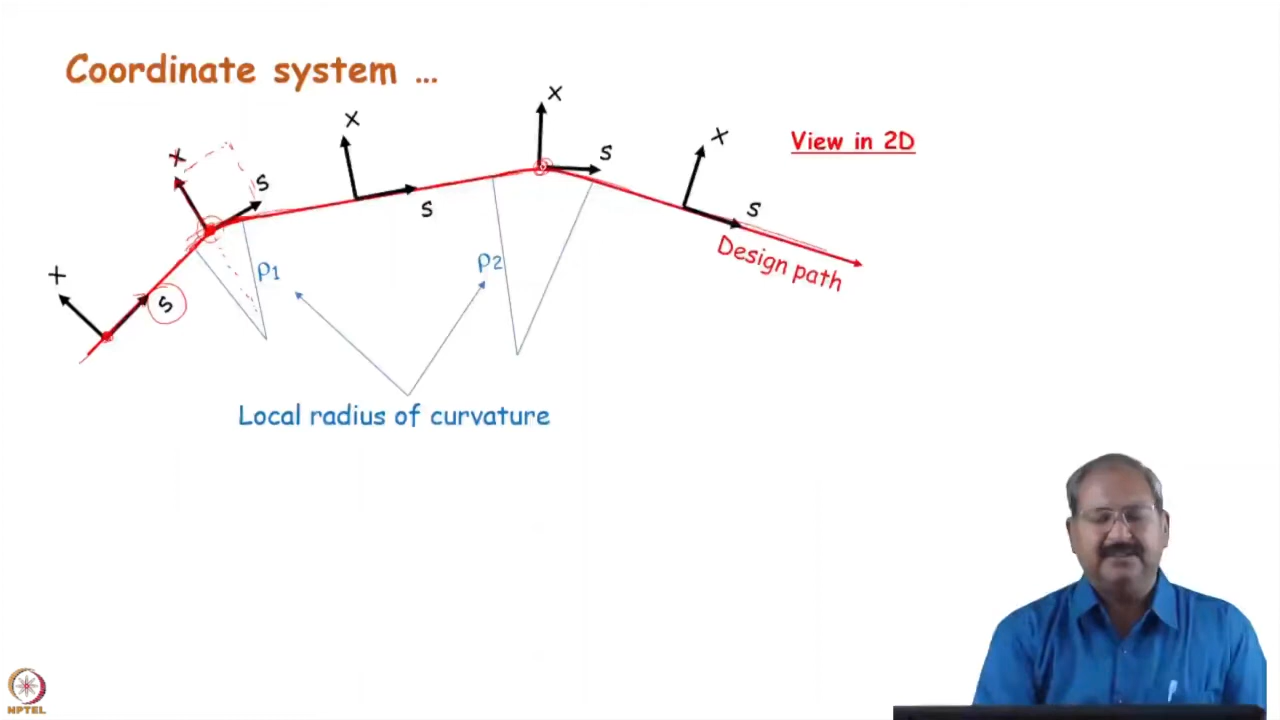 Coordinate system ...
x
s
x
s
x
s
x
s
x
s
View in 2D
Design path
ρ1
ρ2
Local radius of curvature
NPTEL